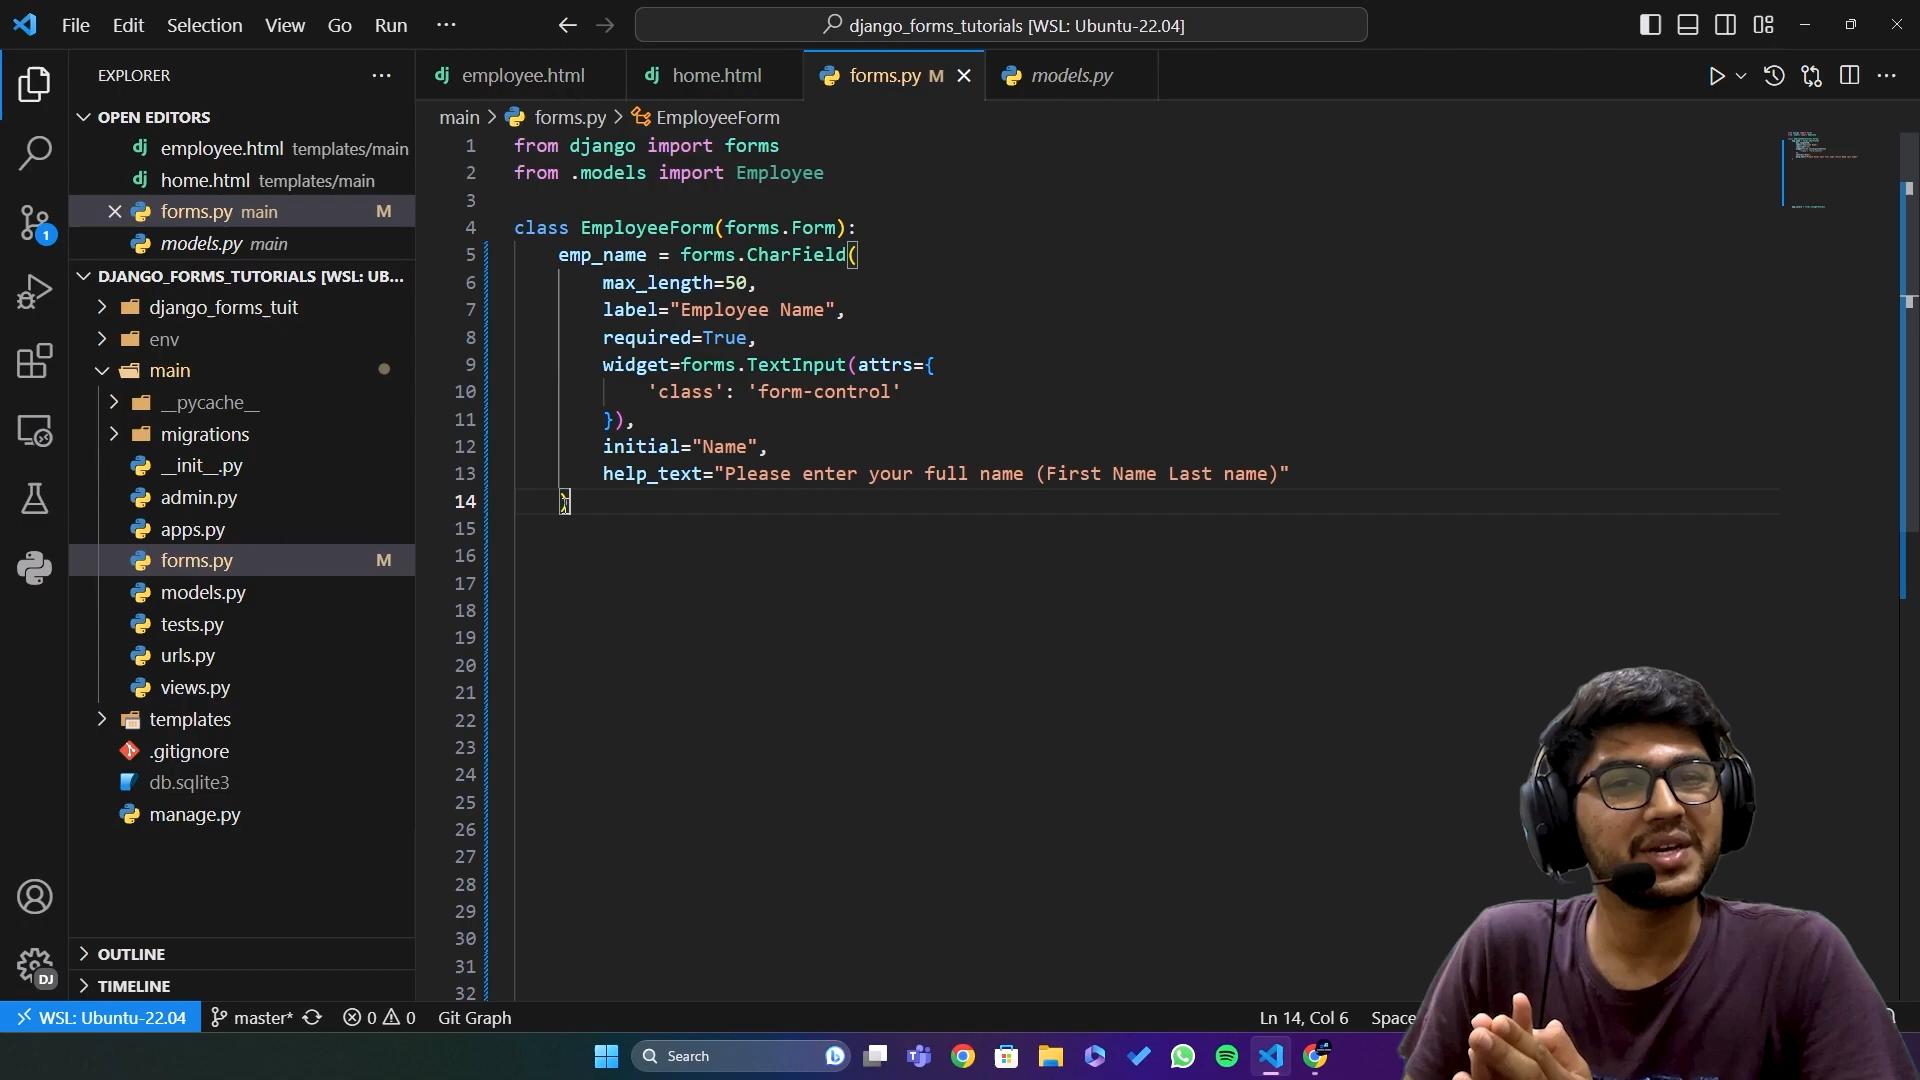 File Edit Selection View Go Run ···
django_forms_tutorials [WSL: Ubuntu-22.04]
EXPLORER
OPEN EDITORS
employee.html templates/main
home.html templates/main
forms.py main M
models.py main
DJANGO_FORMS_TUTORIALS [WSL: UB...
django_forms_tuit
env
main
__pycache__
migrations
__init__.py
admin.py
apps.py
forms.py M
models.py
tests.py
urls.py
views.py
templates
.gitignore
db.sqlite3
manage.py
OUTLINE
TIMELINE
1
DJ
employee.html home.html forms.py M models.py
main > forms.py > EmployeeForm
1 from django import forms
2 from .models import Employee
3
4 class EmployeeForm(forms.Form):
5 emp_name = forms.CharField(
6 max_length=50,
7 label="Employee Name",
8 required=True,
9 widget=forms.TextInput(attrs={
10 'class': 'form-control'
11 }),
12 initial="Name",
13 help_text="Please enter your full name (First Name Last name)"
14 )
15
16
17
18
19
20
21
22
23
24
25
26
27
28
29
30
31
32
WSL: Ubuntu-22.04 master* 0 0 Git Graph Ln 14, Col 6
Search